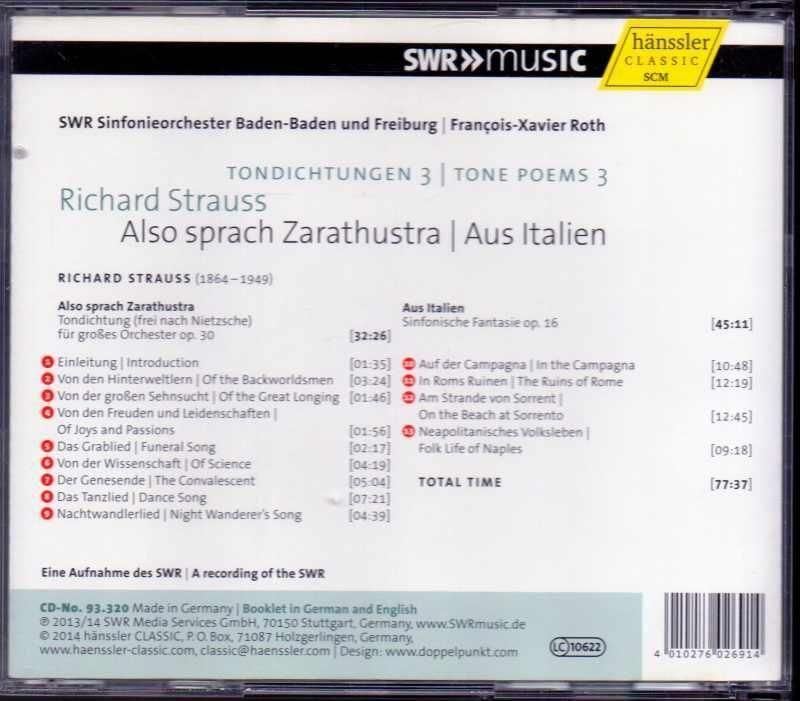 SWR»music
hänssler
CLASSIC
SCM
SWR Sinfonieorchester Baden-Baden und Freiburg | François-Xavier Roth
TONDICHTUNGEN 3 | TONE POEMS 3
Richard Strauss
Also sprach Zarathustra | Aus Italien
RICHARD STRAUSS (1864–1949)
Also sprach Zarathustra
Tondichtung (frei nach Nietzsche)
für großes Orchester op. 30 [32:26]
1 Einleitung | Introduction [01:35]
2 Von den Hinterweltlern | Of the Backworldsmen [03:24]
3 Von der großen Sehnsucht | Of the Great Longing [01:46]
4 Von den Freuden und Leidenschaften |
Of Joys and Passions [01:56]
5 Das Grablied | Funeral Song [02:17]
6 Von der Wissenschaft | Of Science [04:19]
7 Der Genesende | The Convalescent [05:04]
8 Das Tanzlied | Dance Song [07:21]
9 Nachtwandlerlied | Night Wanderer's Song [04:39]
Aus Italien
Sinfonische Fantasie op. 16 [45:11]
10 Auf der Campagna | In the Campagna [10:48]
11 In Roms Ruinen | The Ruins of Rome [12:19]
12 Am Strande von Sorrent |
On the Beach at Sorrento [12:45]
13 Neapolitanisches Volksleben |
Folk Life of Naples [09:18]
TOTAL TIME [77:37]
Eine Aufnahme des SWR | A recording of the SWR
CD-No. 93.320 Made in Germany | Booklet in German and English
℗ 2013/14 SWR Media Services GmbH, 70150 Stuttgart, Germany, www.SWRmusic.de
© 2014 hänssler CLASSIC, P.O. Box, 71087 Holzgerlingen, Germany,
www.haenssler-classic.com, classic@haenssler.com | Design: www.doppelpunkt.com
LC 10622
4 010276 026914